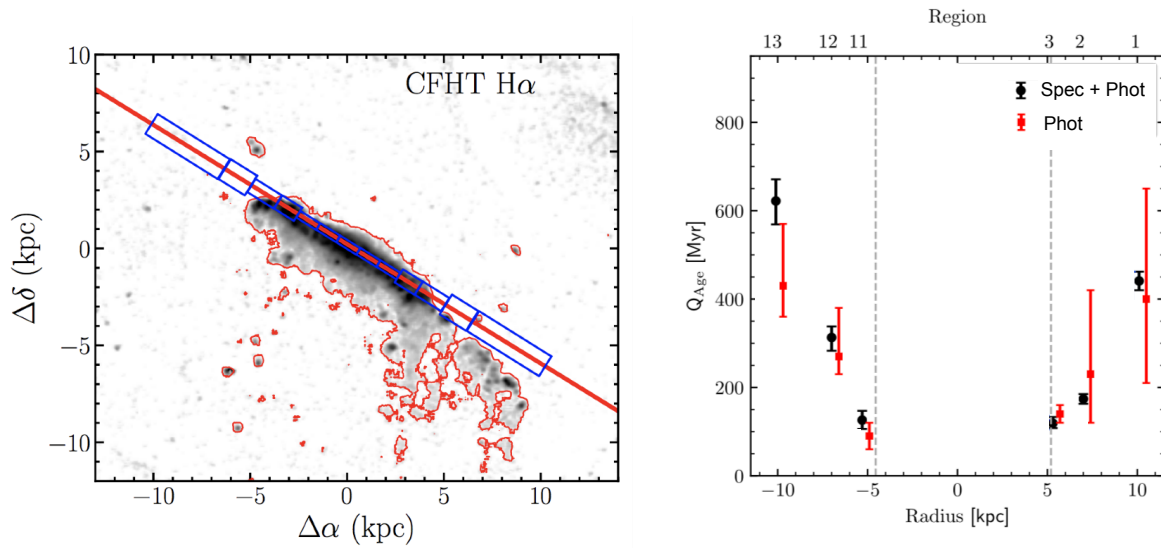 CFHT Hα
10
5
0
−5
−10
Δδ (kpc)
−10 −5 0 5 10
Δα (kpc)
Region
13 12 11 3 2 1
Spec + Phot
Phot
800
600
400
200
0
Q_Age [Myr]
−10 −5 0 5 10
Radius [kpc]